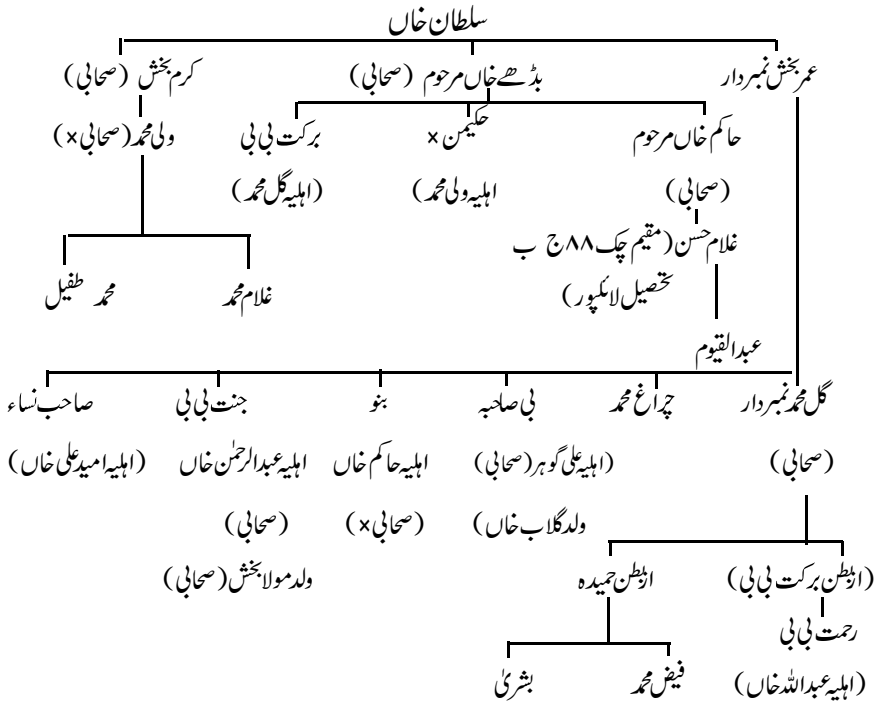 سلطان خاں
عمر بخش نمبردار بڈھے خاں مرحوم (صحابی) کرم بخش (صحابی)
حاکم خاں مرحوم حکیمن × برکت بی بی ولی محمد (صحابی ×)
(صحابی) اہلیہ ولی محمد) (اہلیہ گل محمد)
غلام حسن (مقیم چک ۸۸ ج ب
تحصیل لائلپور) غلام محمد محمد طفیل
عبدالقیوم
گل محمد نمبردار چراغ محمد بی صاحبہ بنو جنت بی بی صاحب نساء
(صحابی) (اہلیہ علی گوہر (صحابی) اہلیہ حاکم خاں اہلیہ عبدالرحمٰن خاں (اہلیہ امید علی خاں)
ولد گلاب خاں) (صحابی ×) (صحابی)
(ازبطن برکت بی بی) ازبطن حمیدہ ولد مولا بخش (صحابی)
رحمت بی بی
(اہلیہ عبداللہ خاں) فیض محمد بشریٰ